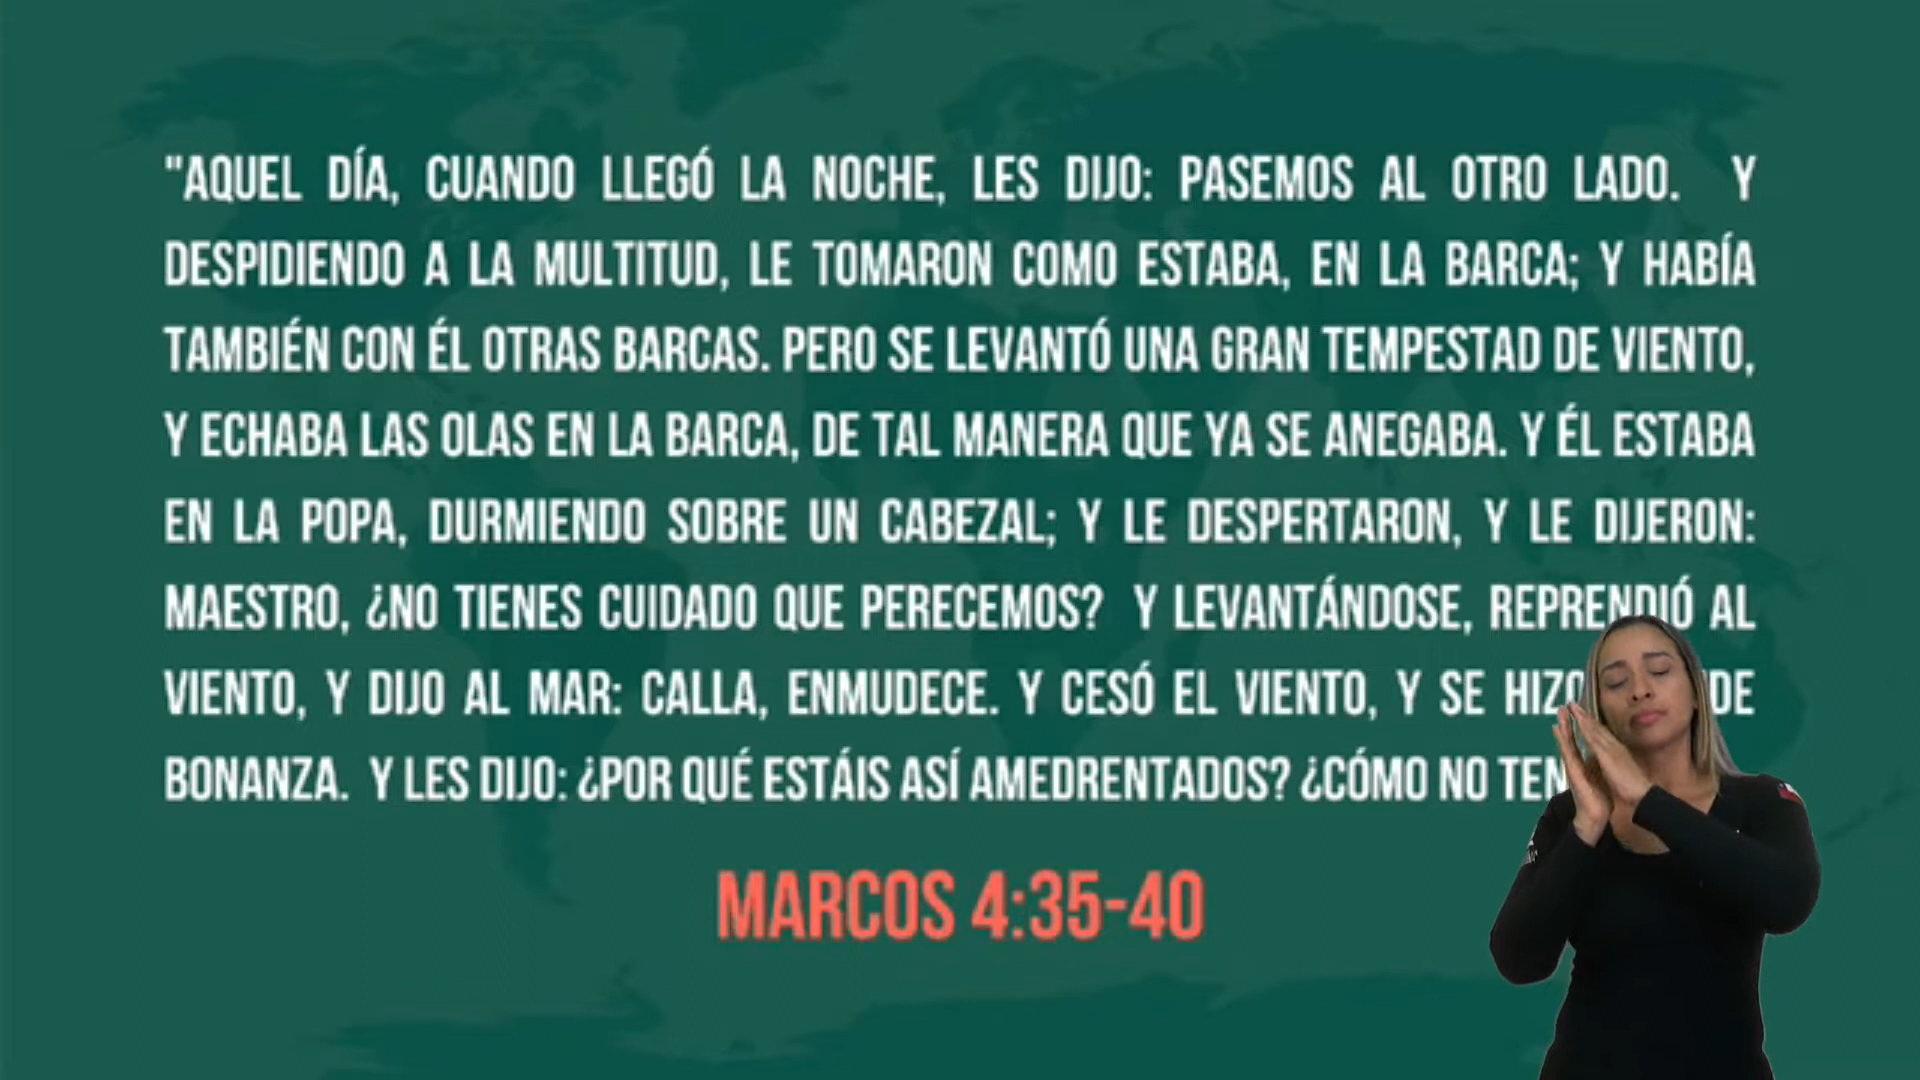 "AQUEL DÍA, CUANDO LLEGÓ LA NOCHE, LES DIJO: PASEMOS AL OTRO LADO. Y
DESPIDIENDO A LA MULTITUD, LE TOMARON COMO ESTABA, EN LA BARCA; Y HABÍA
TAMBIÉN CON ÉL OTRAS BARCAS. PERO SE LEVANTÓ UNA GRAN TEMPESTAD DE VIENTO,
Y ECHABA LAS OLAS EN LA BARCA, DE TAL MANERA QUE YA SE ANEGABA. Y ÉL ESTABA
EN LA POPA, DURMIENDO SOBRE UN CABEZAL; Y LE DESPERTARON, Y LE DIJERON:
MAESTRO, ¿NO TIENES CUIDADO QUE PERECEMOS? Y LEVANTÁNDOSE, REPRENDIÓ AL
VIENTO, Y DIJO AL MAR: CALLA, ENMUDECE. Y CESÓ EL VIENTO, Y SE HIZO
BONANZA. Y LES DIJO: ¿POR QUÉ ESTÁIS ASÍ AMEDRENTADOS? ¿CÓMO NO
MARCOS 4:35-40